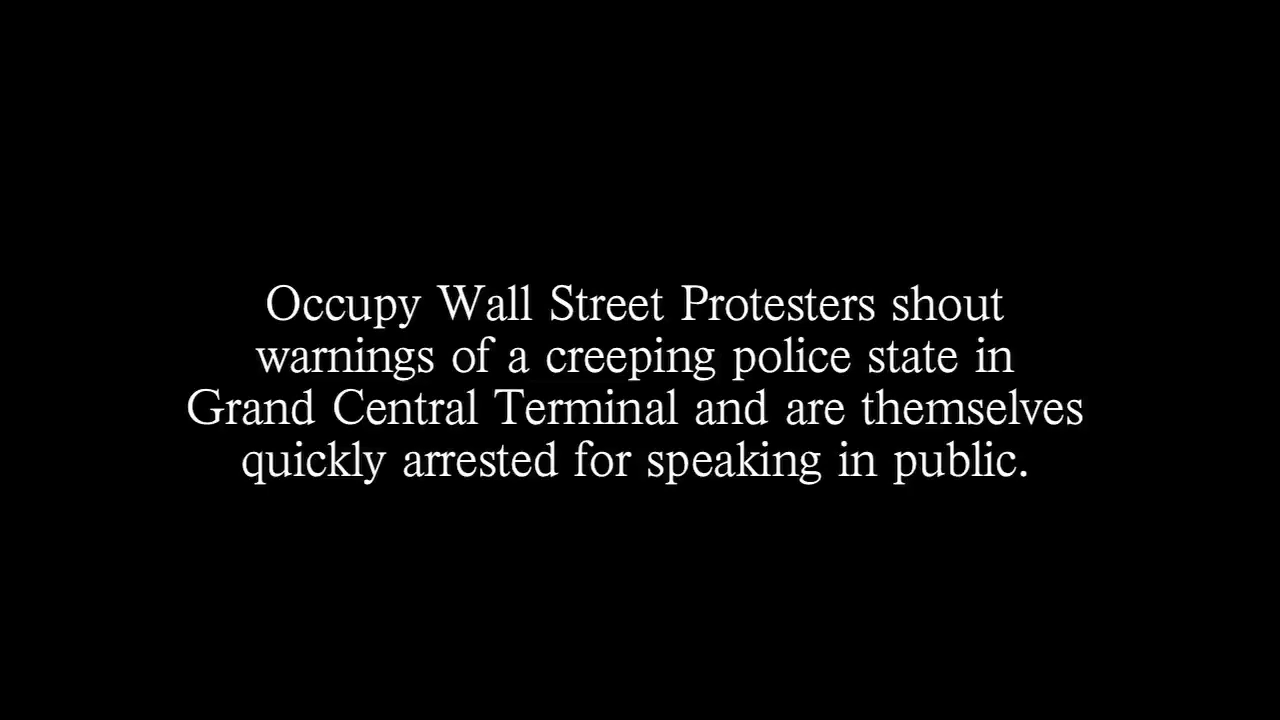 Occupy Wall Street Protesters shout
warnings of a creeping police state in
Grand Central Terminal and are themselves
quickly arrested for speaking in public.